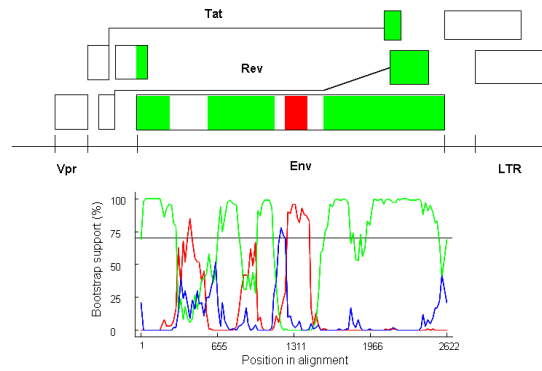 Tat
Rev
Vpr
Env
LTR
Bootstrap support (%)
100
75
50
25
0
1
655
1311
1966
2622
Position in alignment